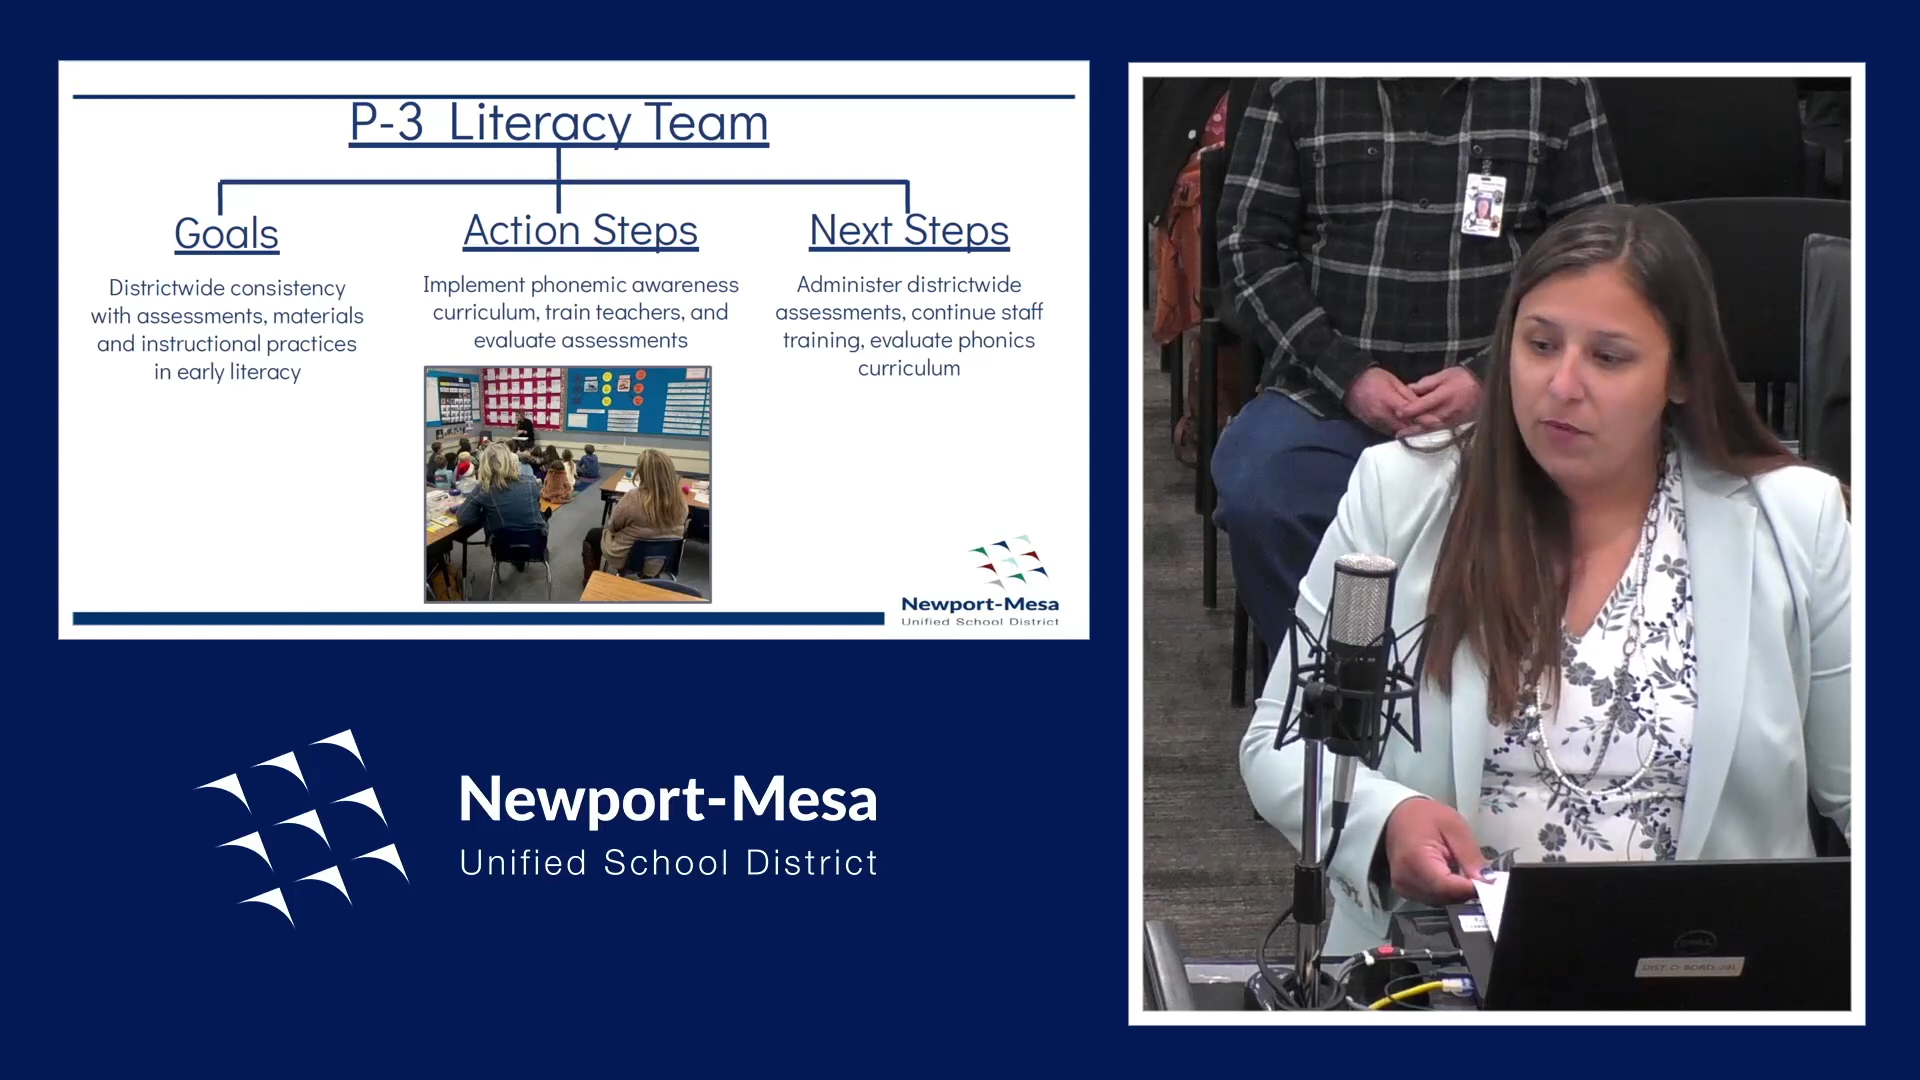 P-3 Literacy Team
Goals
Districtwide consistency
with assessments, materials
and instructional practices
in early literacy
Action Steps
Implement phonemic awareness
curriculum, train teachers, and
evaluate assessments
Next Steps
Administer districtwide
assessments, continue staff
training, evaluate phonics
curriculum
Newport-Mesa
Unified School District
Newport-Mesa
Unified School District
DELL